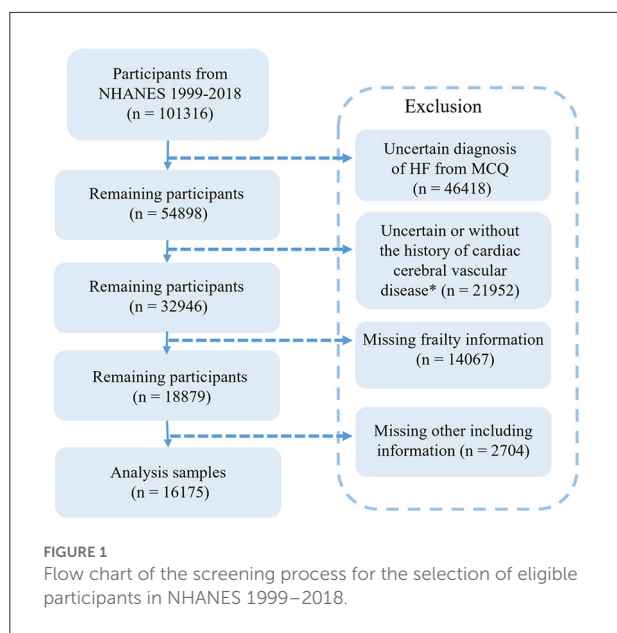 Participants from
NHANES 1999-2018
(n = 101316)
Exclusion
Uncertain diagnosis
of HF from MCQ
(n = 46418)
Remaining participants
(n = 54898)
Uncertain or without
the history of cardiac
cerebral vascular
disease* (n = 21952)
Remaining participants
(n = 32946)
Missing frailty information
(n = 14067)
Remaining participants
(n = 18879)
Missing other including
information (n = 2704)
Analysis samples
(n = 16175)
FIGURE 1
Flow chart of the screening process for the selection of eligible
participants in NHANES 1999–2018.